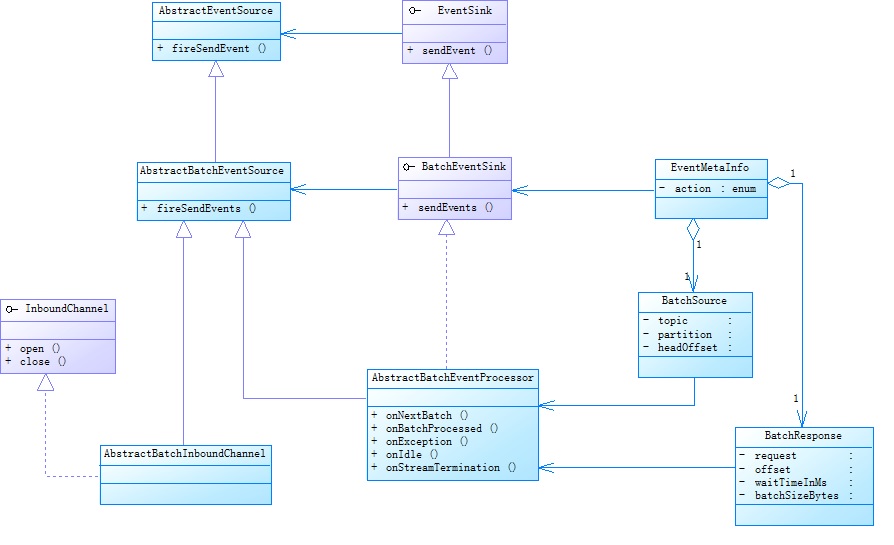 AbstractEventSource
+ fireSendEvent ()
EventSink
+ sendEvent ()
AbstractBatchEventSource
+ fireSendEvents ()
BatchEventSink
+ sendEvents ()
EventMetaInfo
- action : enum
1
1
1
1
BatchSource
- topic :
- partition :
- headOffset :
InboundChannel
+ open ()
+ close ()
AbstractBatchEventProcessor
+ onNextBatch ()
+ onBatchProcessed ()
+ onException ()
+ onIdle ()
+ onStreamTermination ()
AbstractBatchInboundChannel
BatchResponse
- request :
- offset :
- waitTimeInMs :
- batchSizeBytes :